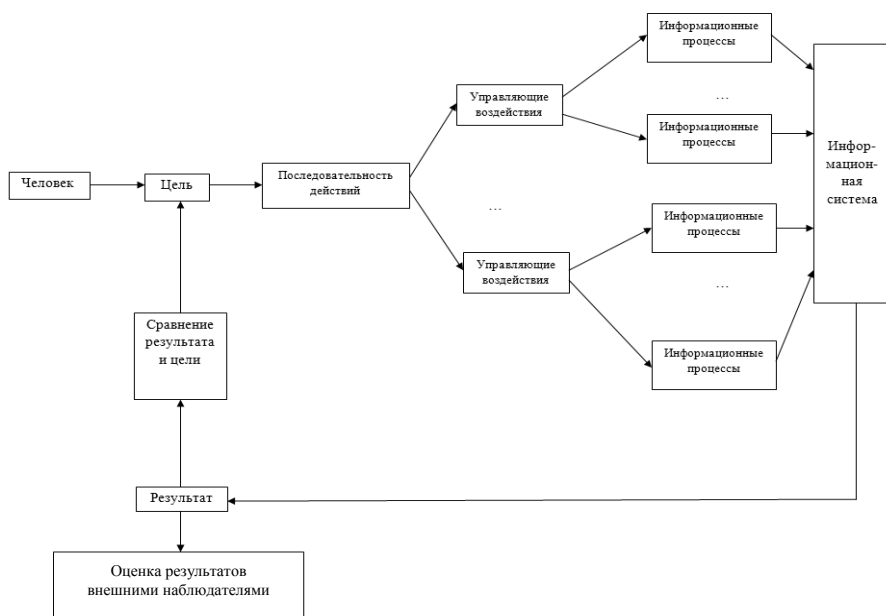 Информационные
процессы
Управляющие
воздействия
...
Информационные
процессы
Инфор-
мацион-
ная
система
Человек
Цель
Последовательность
действий
...
Информационные
процессы
Управляющие
воздействия
...
Сравнение
результата
и цели
Информационные
процессы
Результат
Оценка результатов
внешними наблюдателями